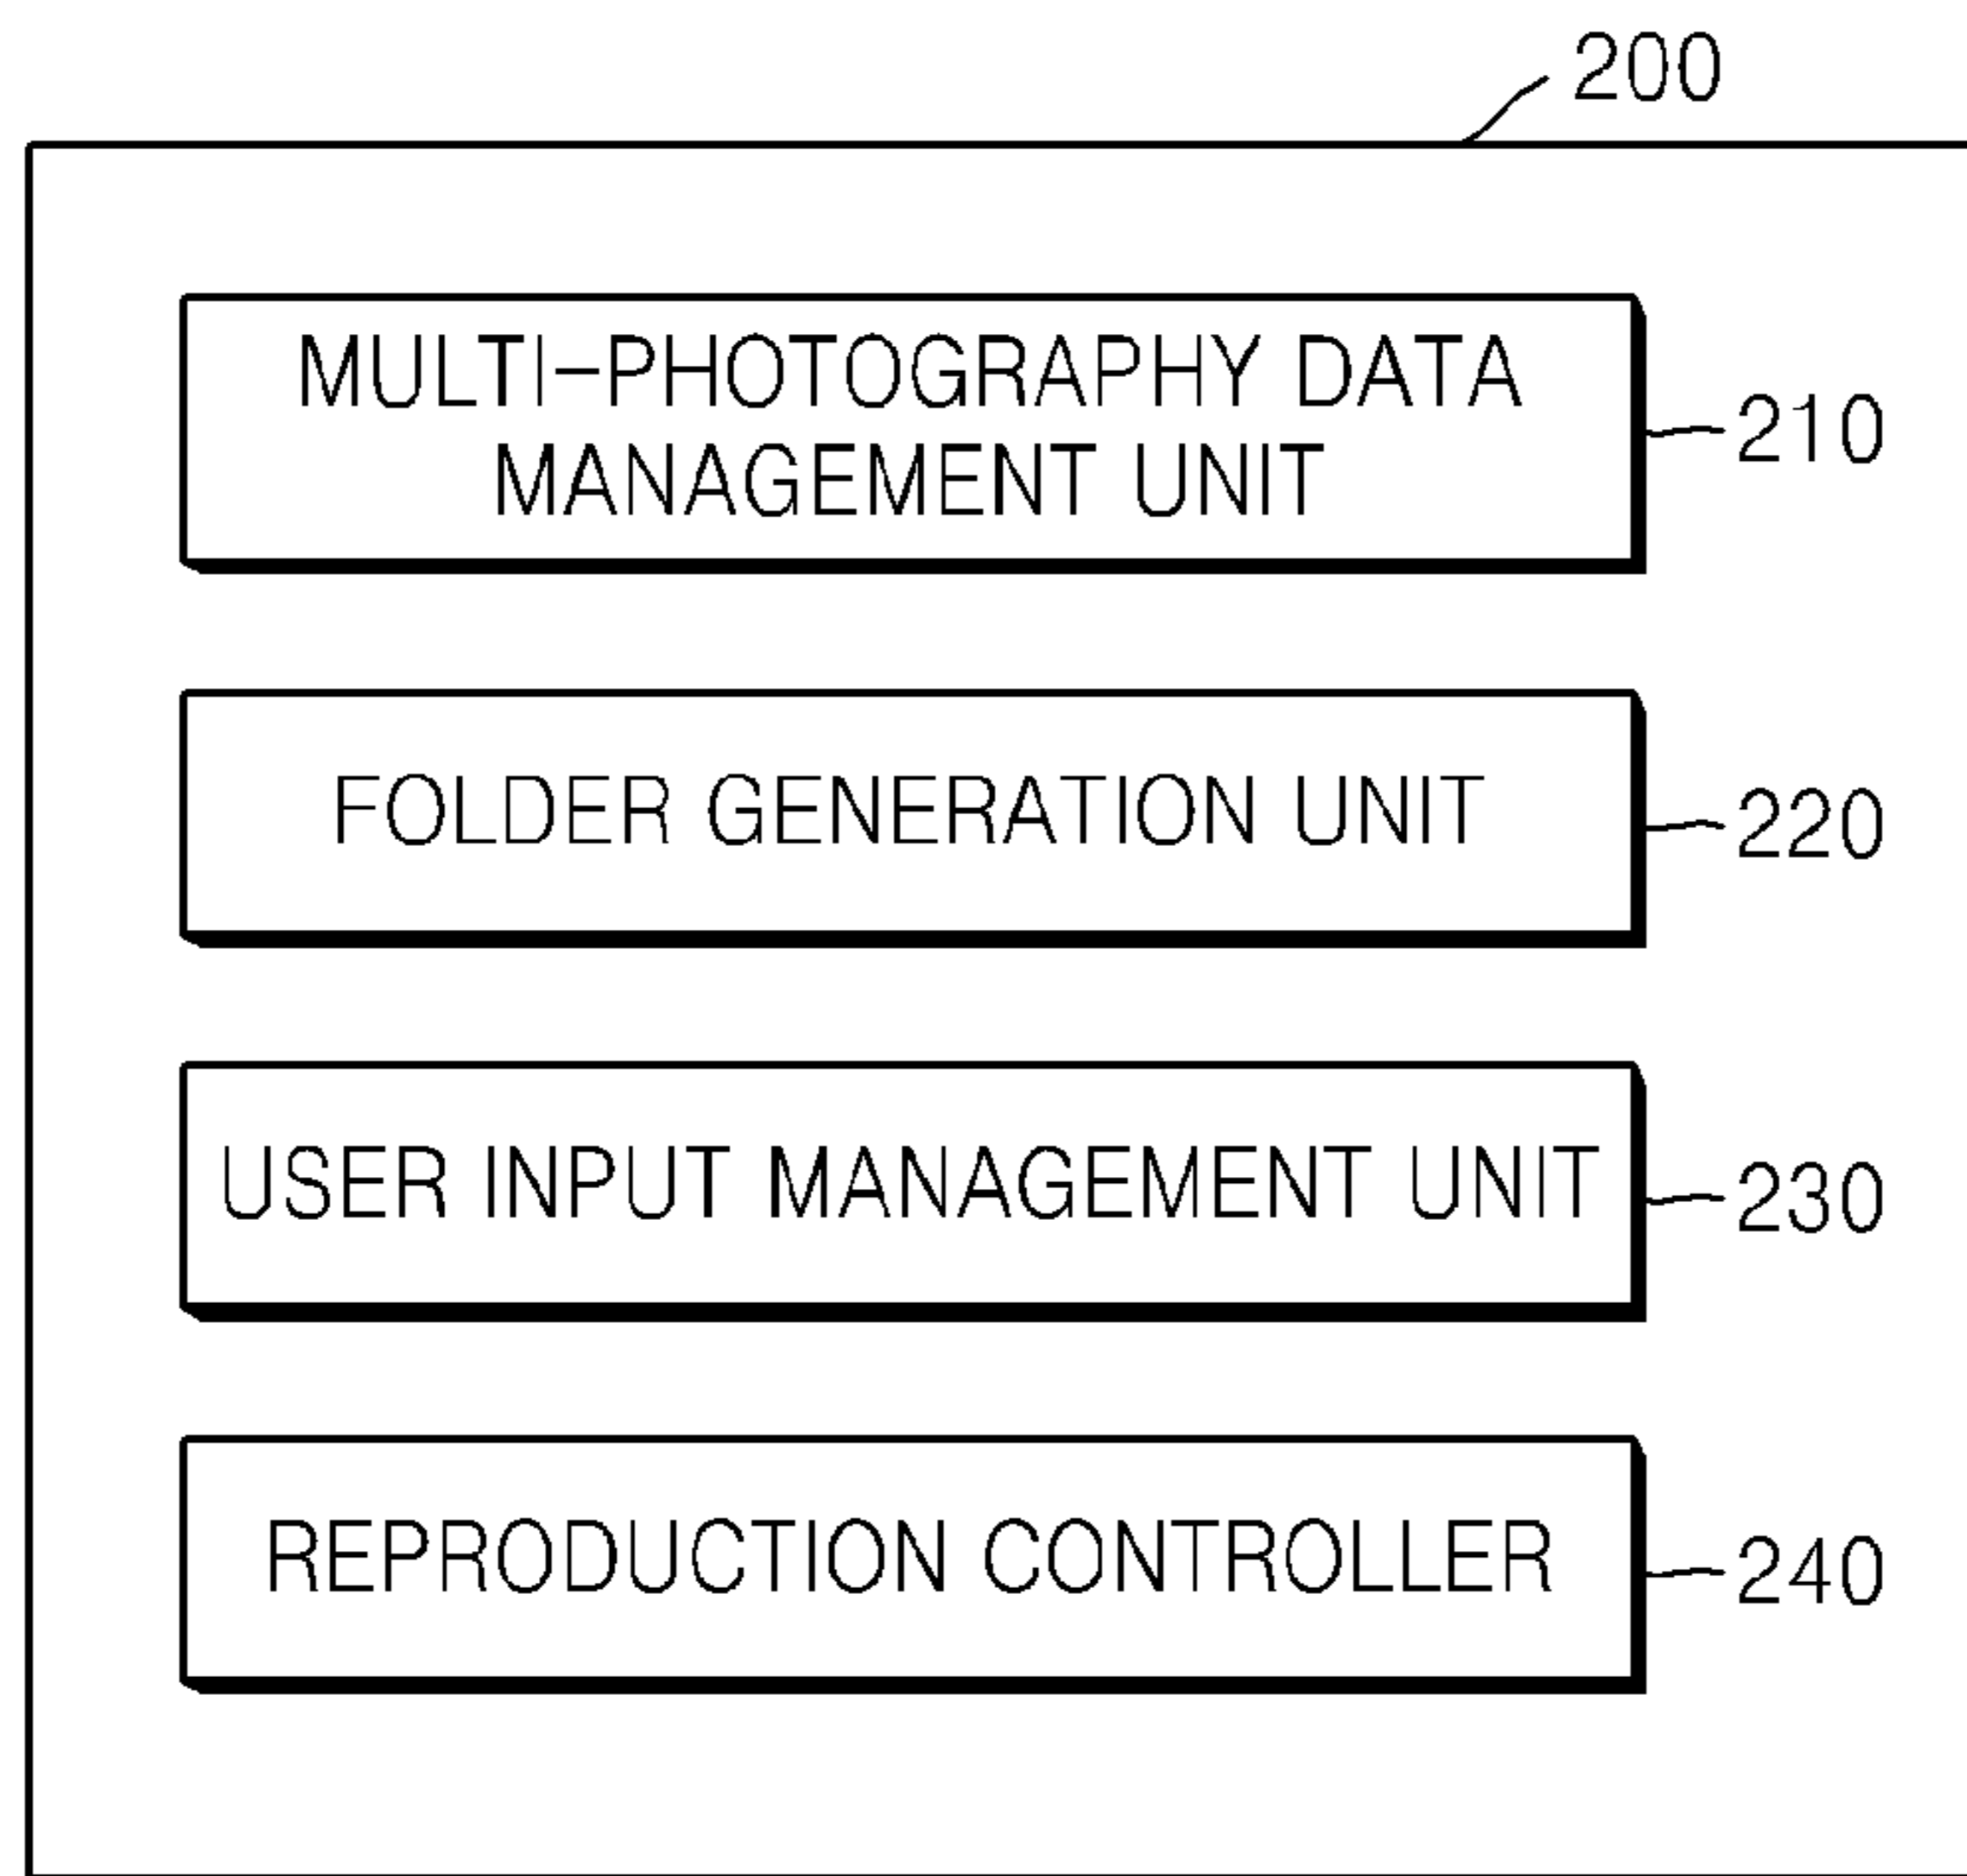 200
MULTI-PHOTOGRAPHY DATA
MANAGEMENT UNIT
210
FOLDER GENERATION UNIT
220
USER INPUT MANAGEMENT UNIT
230
REPRODUCTION CONTROLLER
240